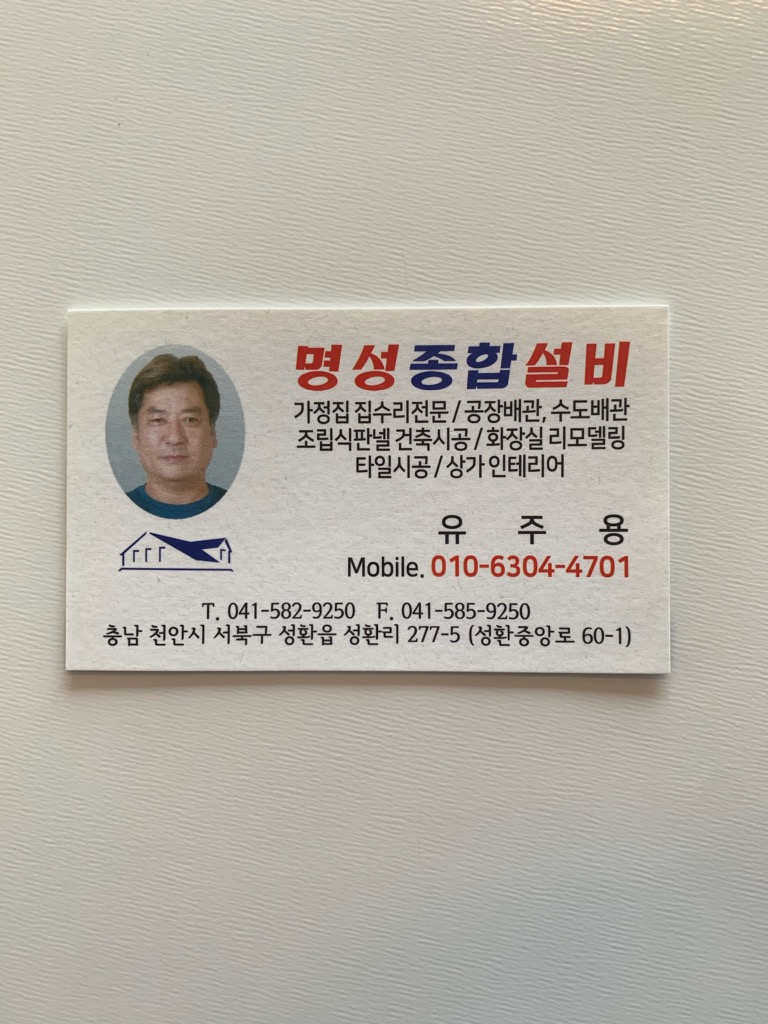 명성종합설비
가정집 집수리전문 / 공장배관, 수도배관
조립식판넬 건축시공 / 화장실 리모델링
타일시공 / 상가 인테리어
유 주 용
Mobile. 010-6304-4701
T. 041-582-9250 F. 041-585-9250
충남 천안시 서북구 성환읍 성환리 277-5 (성환중앙로 60-1)